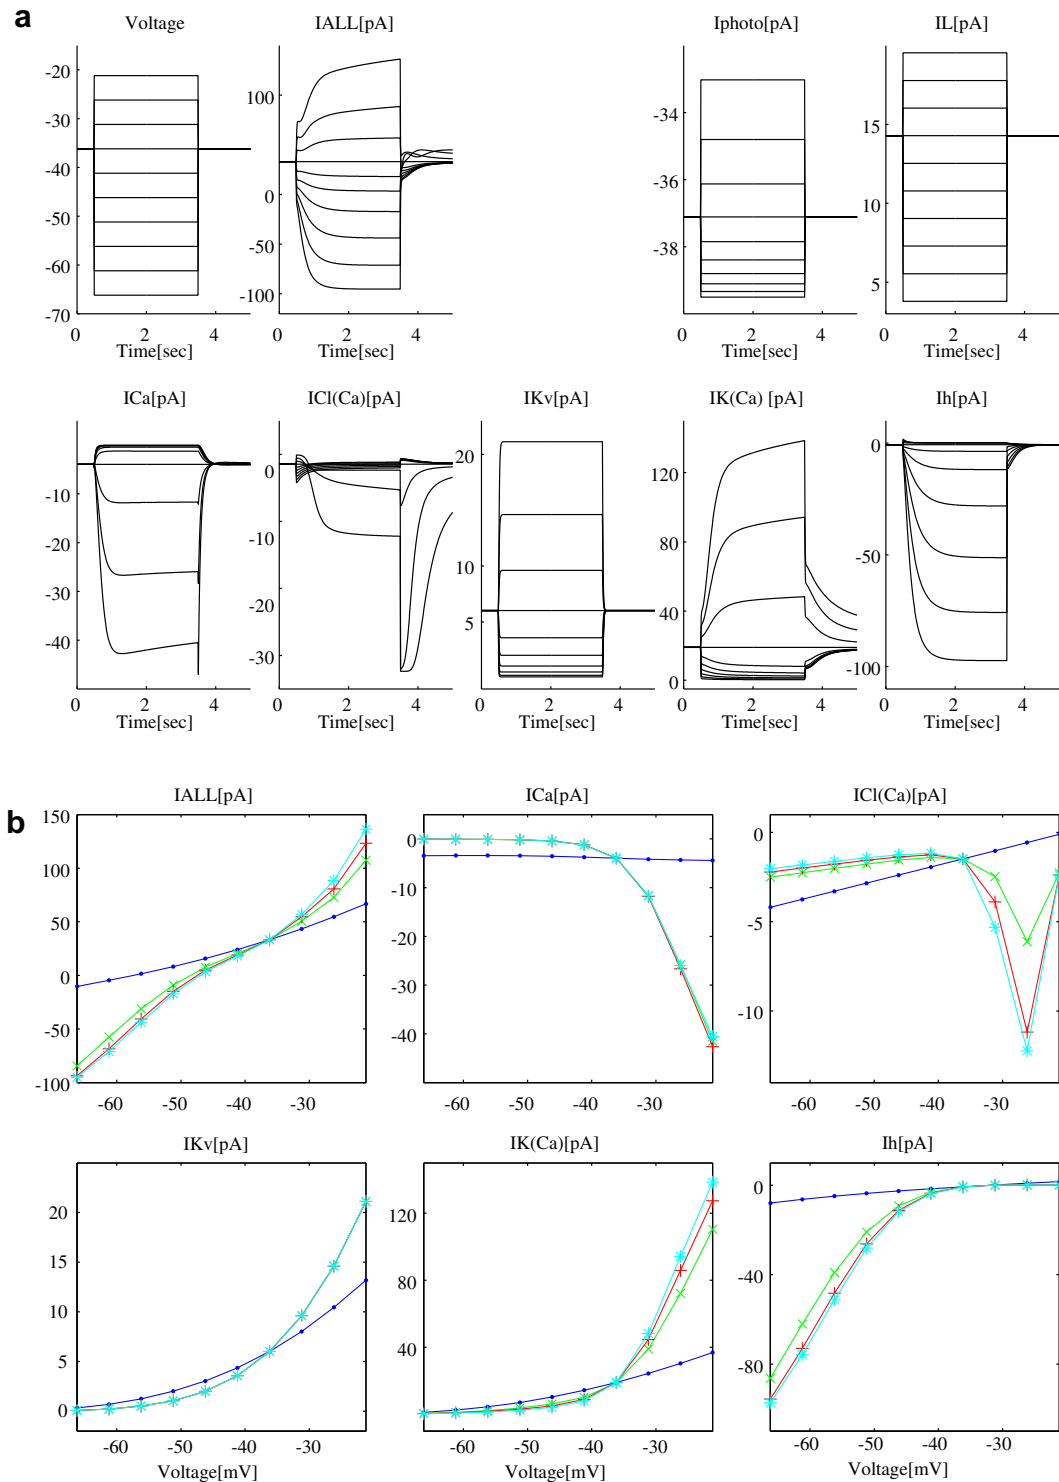 a
Voltage IALL[pA] Iphoto[pA] IL[pA]
-20
-30
-40
-50
-60
-70
0 2 4
Time[sec]
100
0
-50
-100
0 2 4
Time[sec]
-34
-36
-38
0 2 4
Time[sec]
15
10
5
0 2 4
Time[sec]
ICa[pA] ICl(Ca)[pA] IKv[pA] IK(Ca) [pA] Ih[pA]
-10
-20
-30
-40
0 2 4
Time[sec]
0
-10
-20
-30
0 2 4
Time[sec]
20
10
5
0 2 4
Time[sec]
120
80
40
0
0 2 4
Time[sec]
0
-50
-100
0 2 4
Time[sec]
b
IALL[pA] ICa[pA] ICl(Ca)[pA]
150
100
50
0
-50
-100
-60 -50 -40 -30
0
-10
-20
-30
-40
-60 -50 -40 -30
0
-5
-10
-60 -50 -40 -30
IKv[pA] IK(Ca)[pA] Ih[pA]
20
15
10
5
0
-60 -50 -40 -30
Voltage[mV]
120
80
40
-60 -50 -40 -30
Voltage[mV]
0
-40
-80
-60 -50 -40 -30
Voltage[mV]